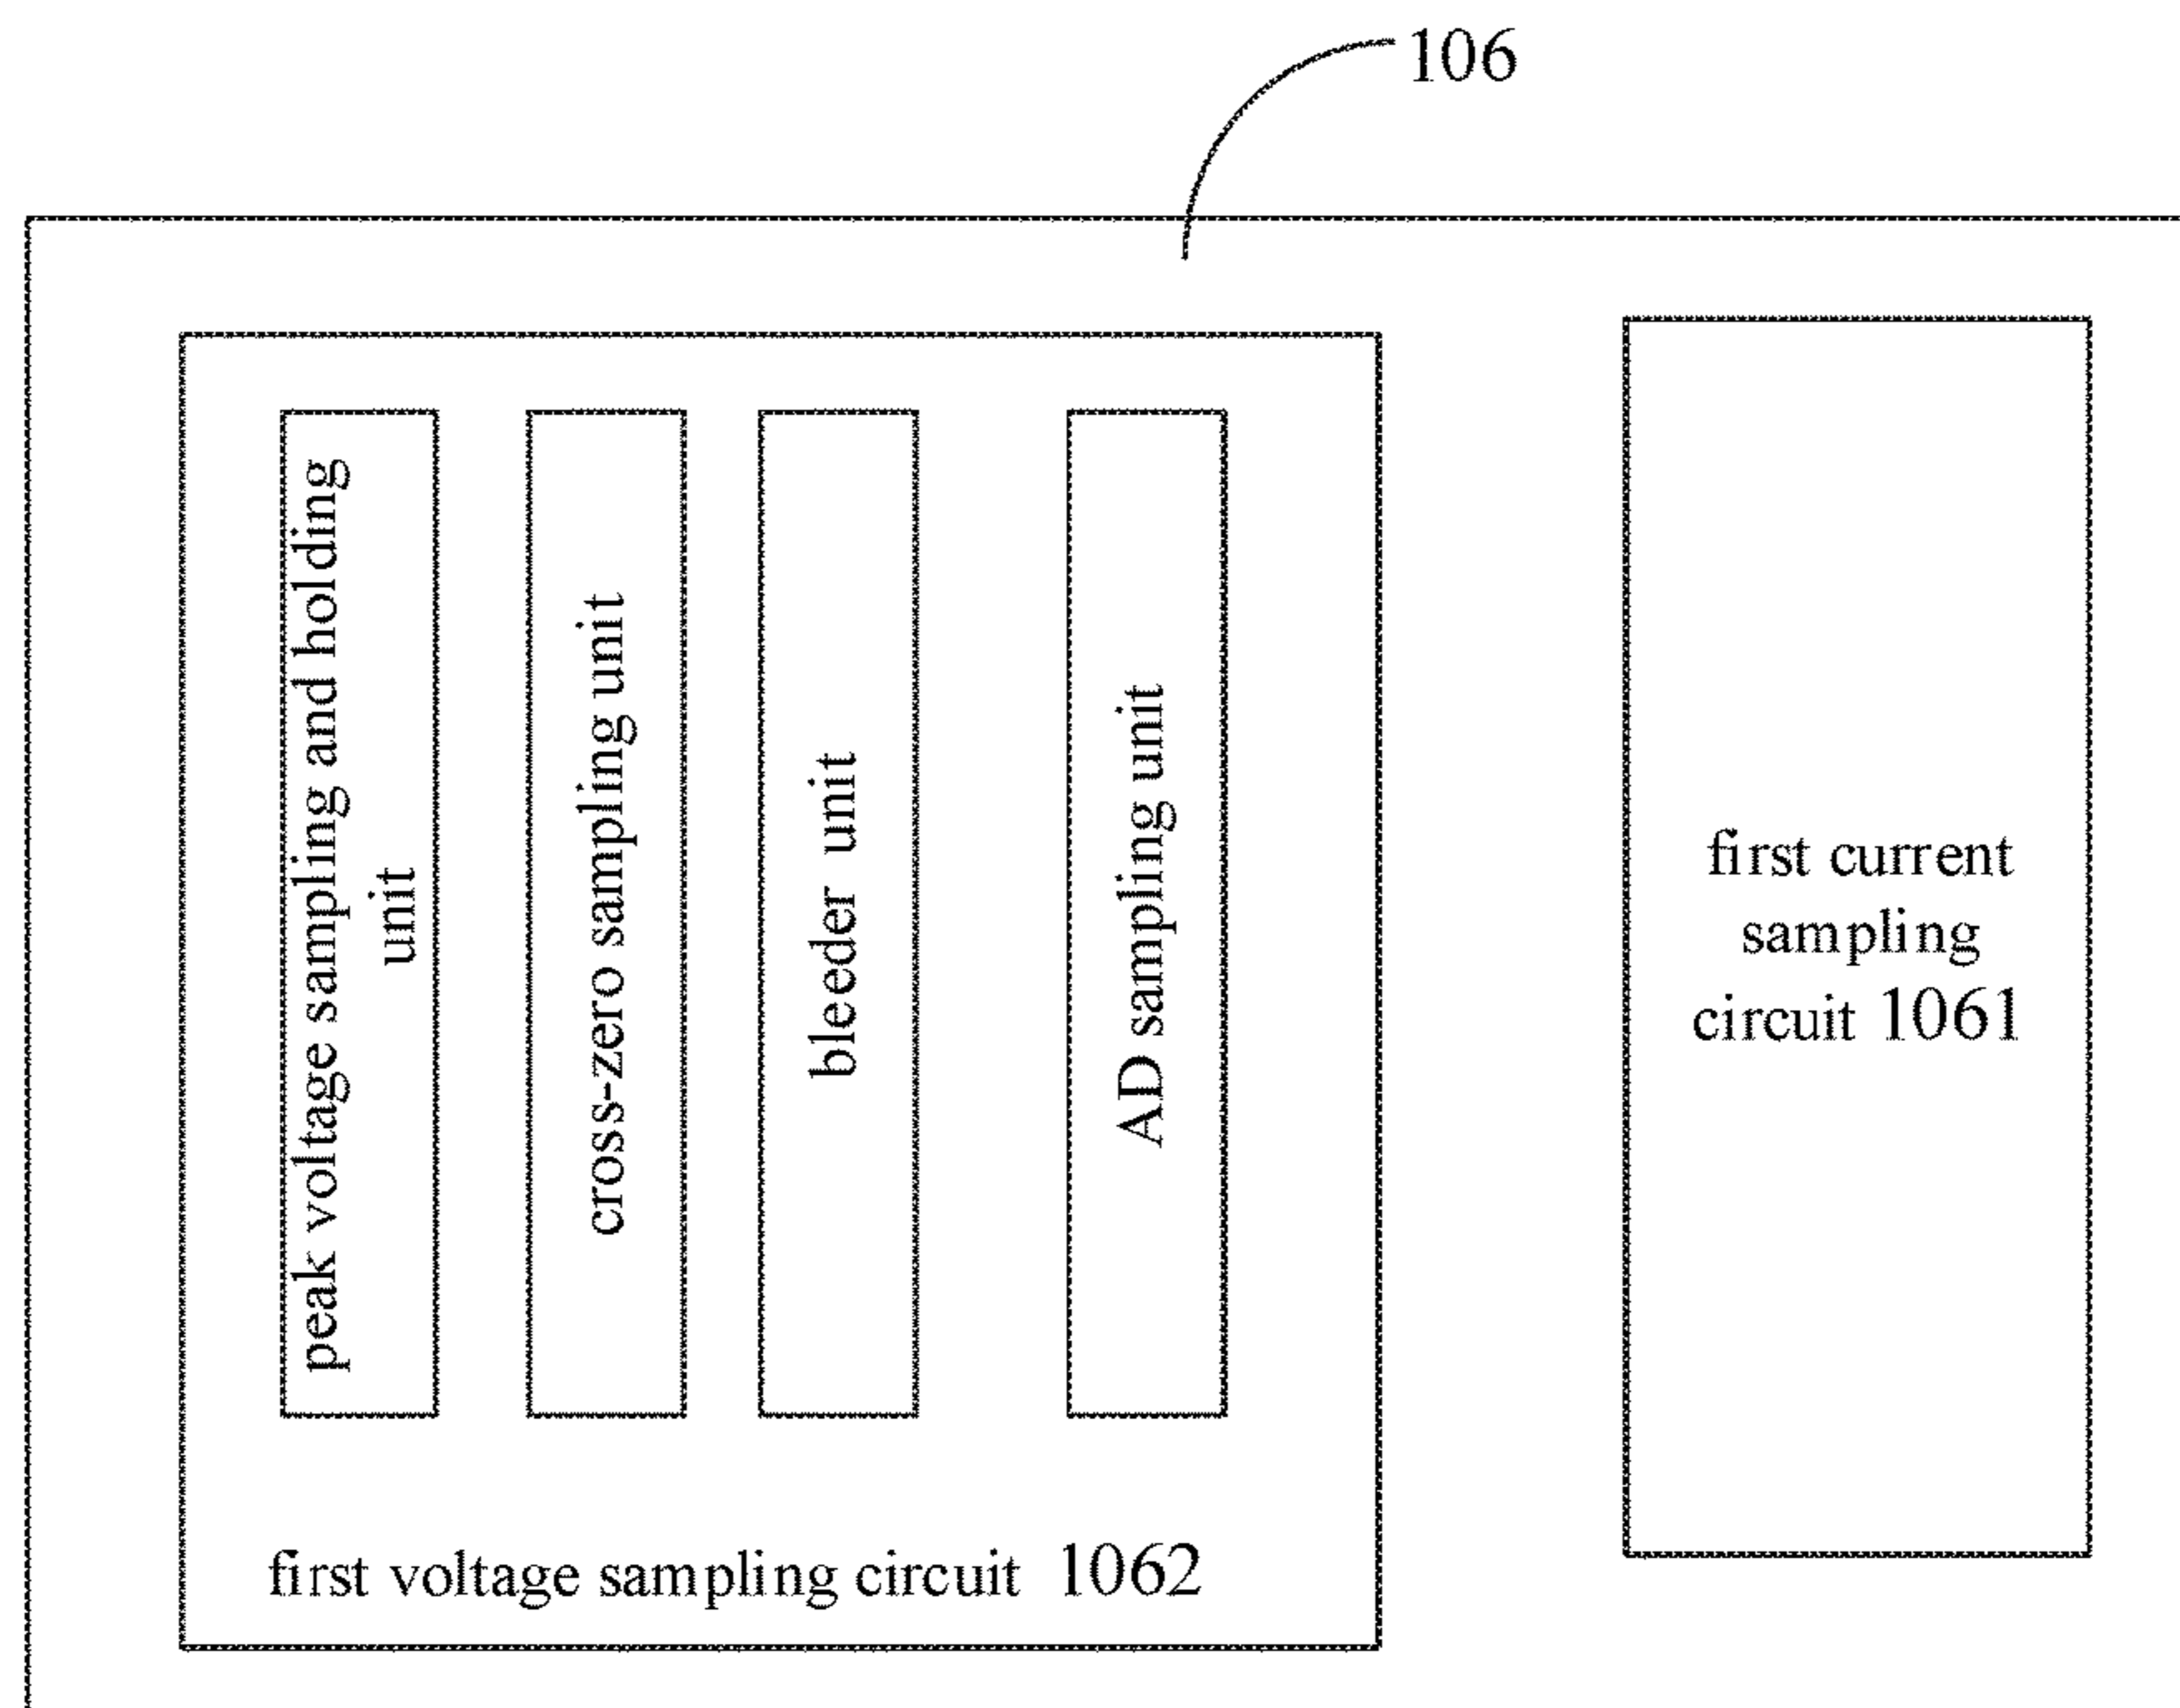 106
peak voltage sampling and holding
unit
cross-zero sampling unit
bleeder unit
AD sampling unit
first voltage sampling circuit 1062
first current
sampling
circuit 1061